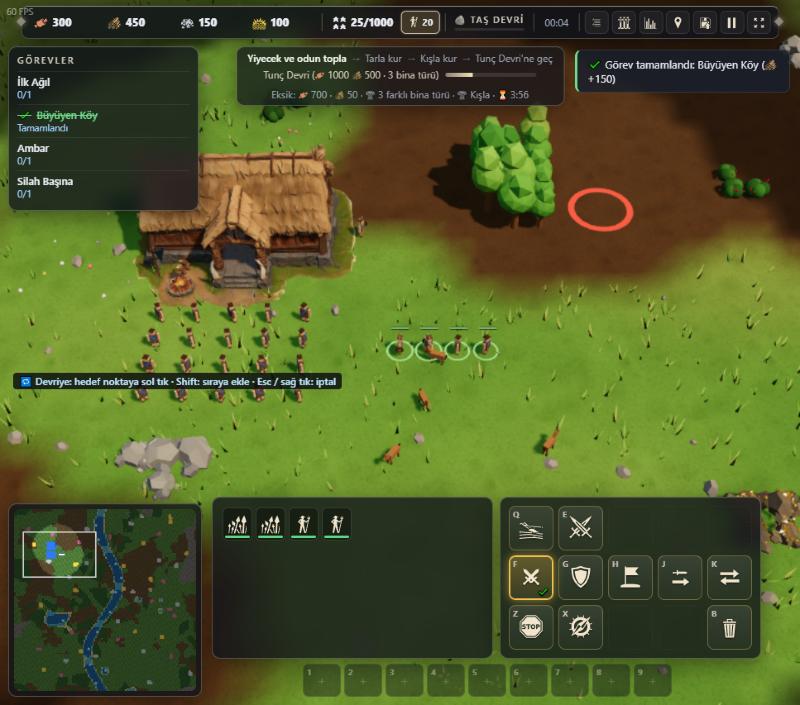 60 FPS
300 450 150 100 25/1000 20 TAŞ DEVRİ 00:04
GÖREVLER
İlk Ağıl
0/1
Büyüyen Köy
Tamamlandı
Ambar
0/1
Silah Başına
0/1
Yiyecek ve odun topla → Tarla kur → Kışla kur → Tunç Devri'ne geç
Tunç Devri (1000 500 · 3 bina türü)
Eksik: 700 · 50 · 3 farklı bina türü · Kışla · 3:56
Görev tamamlandı: Büyüyen Köy (
+150)
Devriye: hedef noktaya sol tık · Shift: sıraya ekle · Esc / sağ tık: iptal
Q E
F G H J K
Z STOP X B
1 2 3 4 5 6 7 8 9